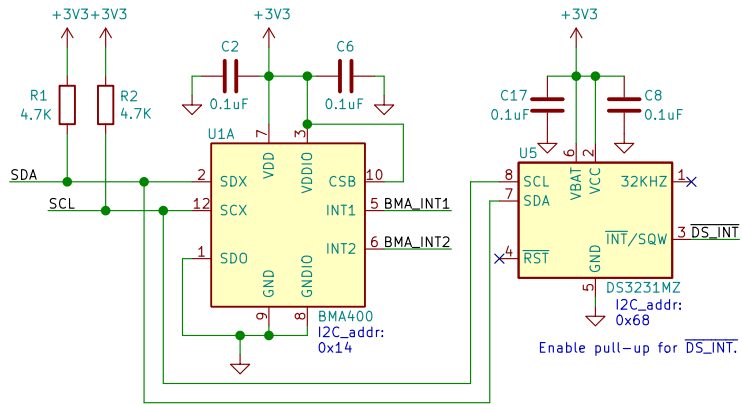 +3V3
+3V3
+3V3
+3V3
C2
C6
0.1uF
0.1uF
R1
4.7K
R2
4.7K
C17
0.1uF
C8
0.1uF
U1A
7
VDD
3
VDDIO
SDA
2
SDX
CSB
10
SCL
12
SCX
INT1
5
BMA_INT1
1
SDO
INT2
6
BMA_INT2
GND
9
GNDIO
8
BMA400
I2C_addr:
0x14
U5
6
VBAT
2
VCC
8
SCL
32KHZ
1
7
SDA
INT/SQW
3
DS_INT
4
RST
GND
5
DS3231MZ
I2C_addr:
0x68
Enable pull-up for DS_INT.